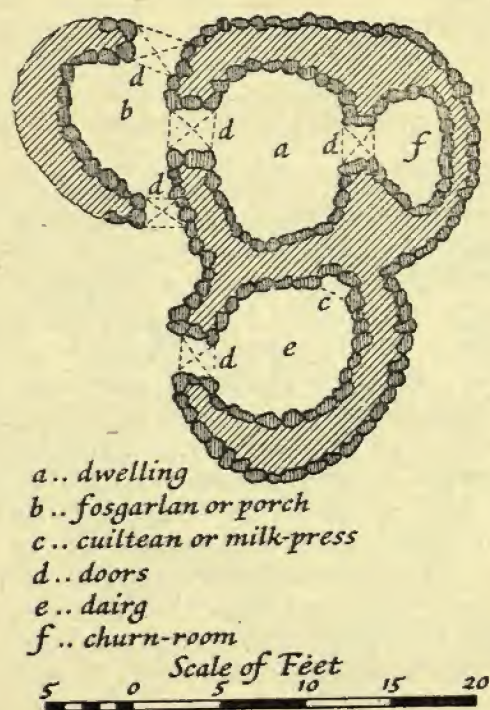 d
b
d
a
d
f
d
c
d
e
a .. dwelling
b .. fosgarlan or porch
c .. cuiltean or milk-press
d .. doors
e .. dairg
f .. churn-room
Scale of Feet
5 0 5 10 15 20